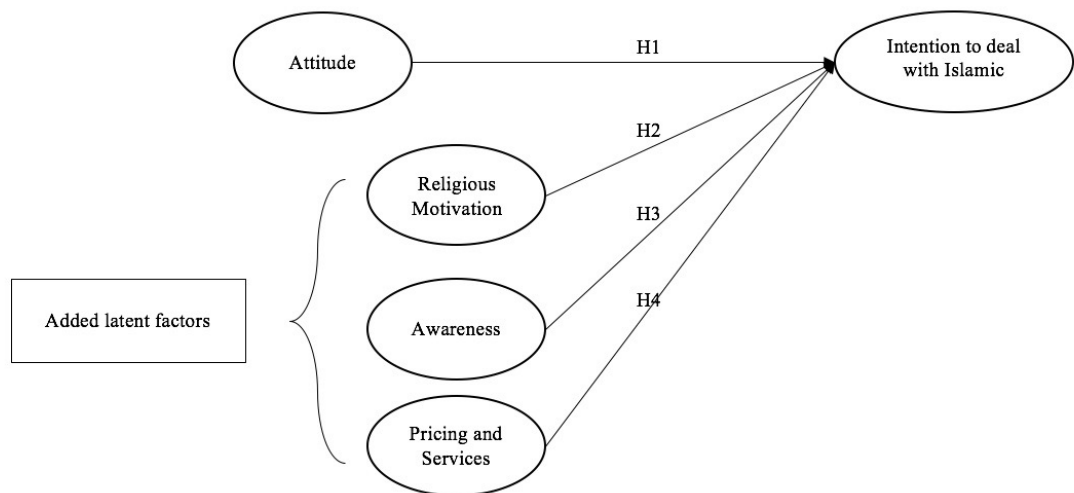 Attitude
H1
Intention to deal
with Islamic
H2
Religious
Motivation
H3
Added latent factors
Awareness
H4
Pricing and
Services